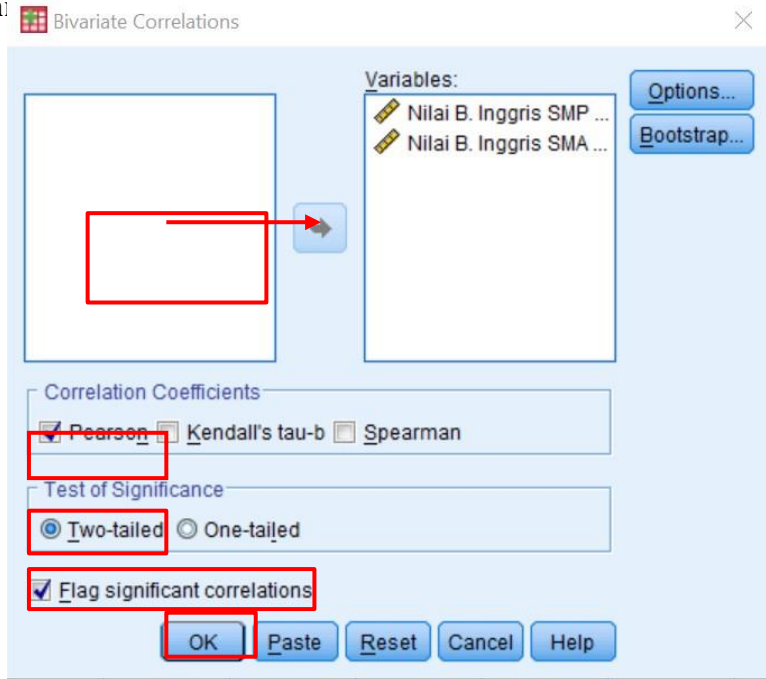 Bivariate Correlations
Variables:
Nilai B. Inggris SMP ...
Nilai B. Inggris SMA ...
Options...
Bootstrap...
Correlation Coefficients
Pearson Kendall's tau-b Spearman
Test of Significance
Two-tailed One-tailed
Flag significant correlations
OK Paste Reset Cancel Help